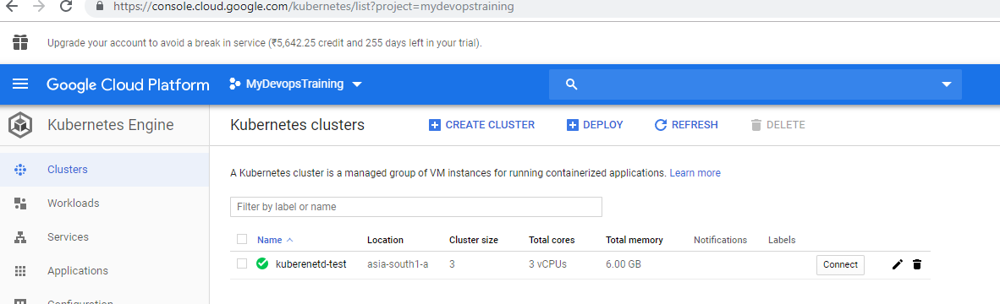 https://console.cloud.google.com/kubernetes/list?project=mydevopstraining
Upgrade your account to avoid a break in service (₹5,642.25 credit and 255 days left in your trial).
Google Cloud Platform MyDevopsTraining
Kubernetes Engine Kubernetes clusters CREATE CLUSTER DEPLOY REFRESH DELETE
Clusters
A Kubernetes cluster is a managed group of VM instances for running containerized applications. Learn more
Workloads
Filter by label or name
Services
Name Location Cluster size Total cores Total memory Notifications Labels
kuberenetd-test asia-south1-a 3 3 vCPUs 6.00 GB Connect
Applications
Configuration